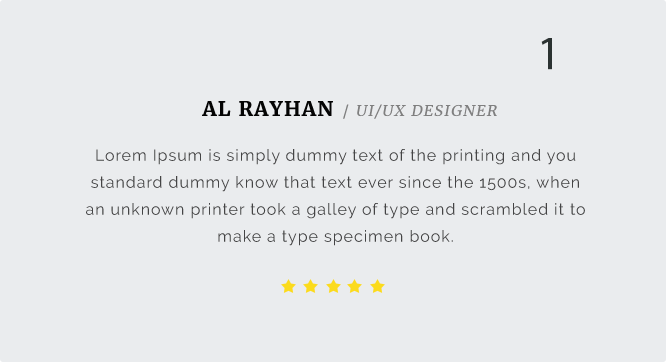 1
AL RAYHAN / UI/UX DESIGNER
Lorem Ipsum is simply dummy text of the printing and you
standard dummy know that text ever since the 1500s, when
an unknown printer took a galley of type and scrambled it to
make a type specimen book.